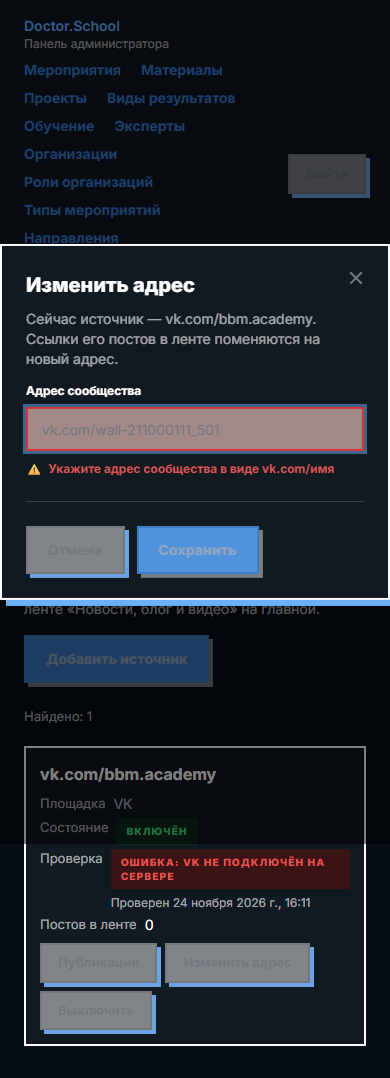 Doctor.School
Панель администратора
Мероприятия Материалы
Проекты Виды результатов
Обучение Эксперты
Организации
Выйти
Роли организаций
Типы мероприятий
Направления
Изменить адрес
Сейчас источник — vk.com/bbm.academy.
Ссылки его постов в ленте поменяются на
новый адрес.
Адрес сообщества
vk.com/wall-211000111_501
Укажите адрес сообщества в виде vk.com/имя
Отмена Сохранить
ленте «Новости, блог и видео» на главной.
Добавить источник
Найдено: 1
vk.com/bbm.academy
Площадка VK
Состояние ВКЛЮЧЁН
Проверка ОШИБКА: VK НЕ ПОДКЛЮЧЁН НА
СЕРВЕРЕ
Проверен 24 ноября 2026 г., 16:11
Постов в ленте 0
Публикации Изменить адрес
Выключить